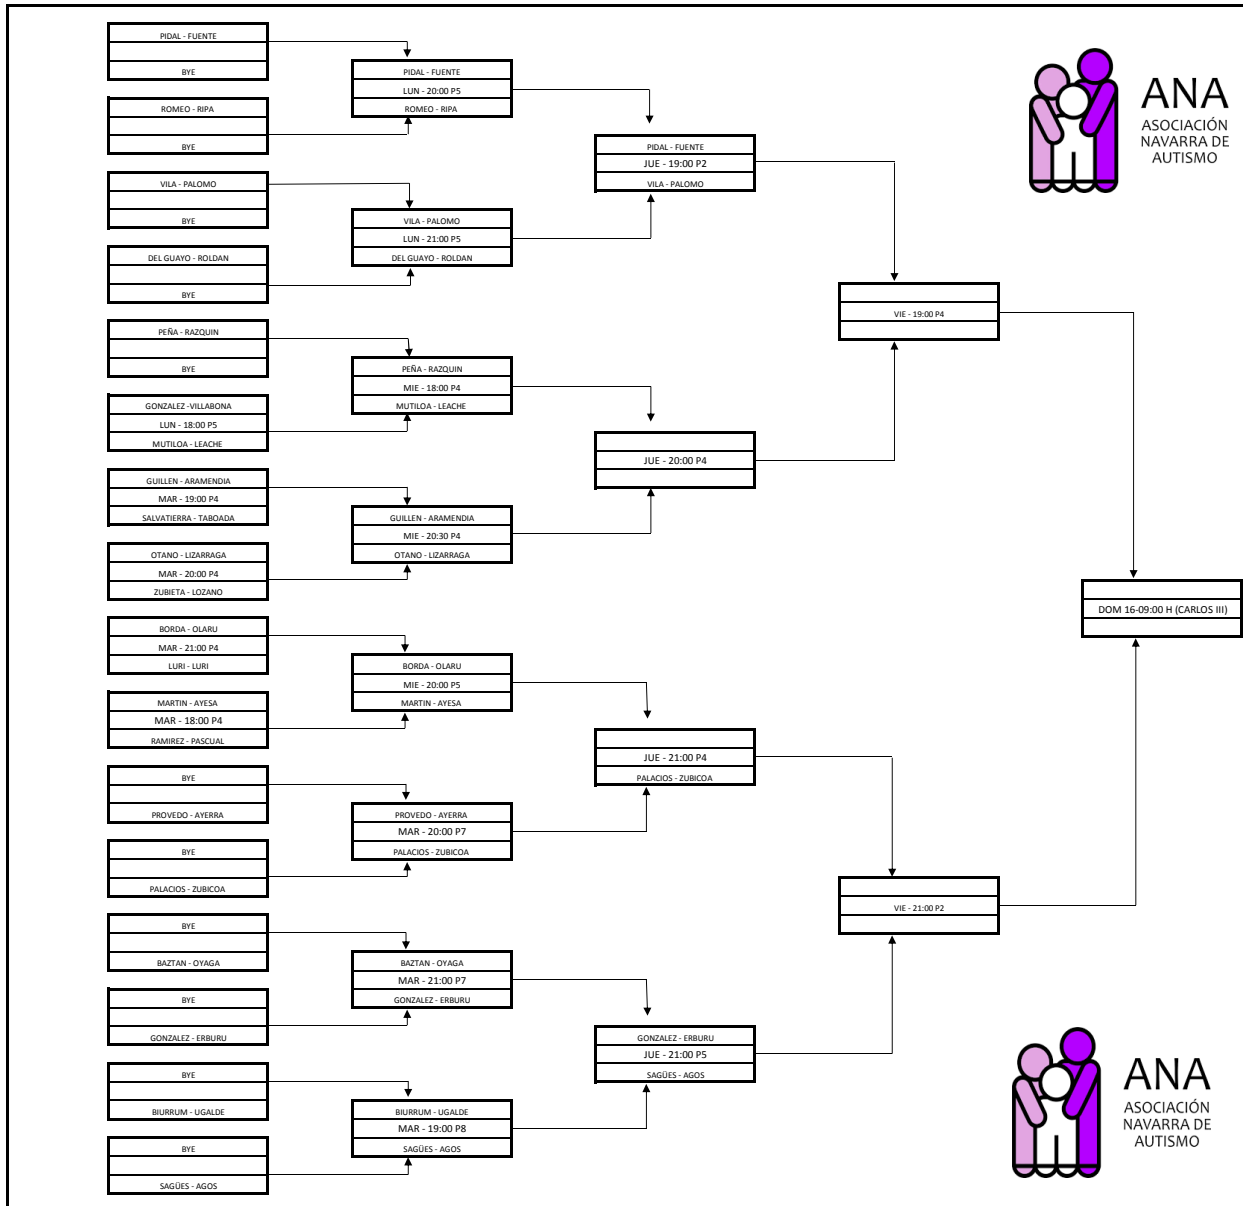 PIDAL - FUENTE
BYE
ROMEO - RIPA
BYE
VILA - PALOMO
BYE
DEL GUAYO - ROLDAN
BYE
PEÑA - RAZQUIN
BYE
GONZALEZ -VILLABONA
LUN - 18:00 P5
MUTILOA - LEACHE
GUILLEN - ARAMENDIA
MAR - 19:00 P4
SALVATIERRA - TABOADA
OTANO - LIZARRAGA
MAR - 20:00 P4
ZUBIETA - LOZANO
BORDA - OLARU
MAR - 21:00 P4
LURI - LURI
MARTIN - AYESA
MAR - 18:00 P4
RAMIREZ - PASCUAL
BYE
PROVEDO - AYERRA
BYE
PALACIOS - ZUBICOA
BYE
BAZTAN - OYAGA
BYE
GONZALEZ - ERBURU
BYE
BIURRUM - UGALDE
BYE
SAGÜES - AGOS
PIDAL - FUENTE
LUN - 20:00 P5
ROMEO - RIPA
VILA - PALOMO
LUN - 21:00 P5
DEL GUAYO - ROLDAN
PEÑA - RAZQUIN
MIE - 18:00 P4
MUTILOA - LEACHE
GUILLEN - ARAMENDIA
MIE - 20:30 P4
OTANO - LIZARRAGA
BORDA - OLARU
MIE - 20:00 P5
MARTIN - AYESA
PROVEDO - AYERRA
MAR - 20:00 P7
PALACIOS - ZUBICOA
BAZTAN - OYAGA
MAR - 21:00 P7
GONZALEZ - ERBURU
BIURRUM - UGALDE
MAR - 19:00 P8
SAGÜES - AGOS
PIDAL - FUENTE
JUE - 19:00 P2
VILA - PALOMO
JUE - 20:00 P4
JUE - 21:00 P4
PALACIOS - ZUBICOA
GONZALEZ - ERBURU
JUE - 21:00 P5
SAGÜES - AGOS
VIE - 19:00 P4
VIE - 21:00 P2
DOM 16-09:00 H (CARLOS III)
ANA
ASOCIACIÓN
NAVARRA DE
AUTISMO
ANA
ASOCIACIÓN
NAVARRA DE
AUTISMO